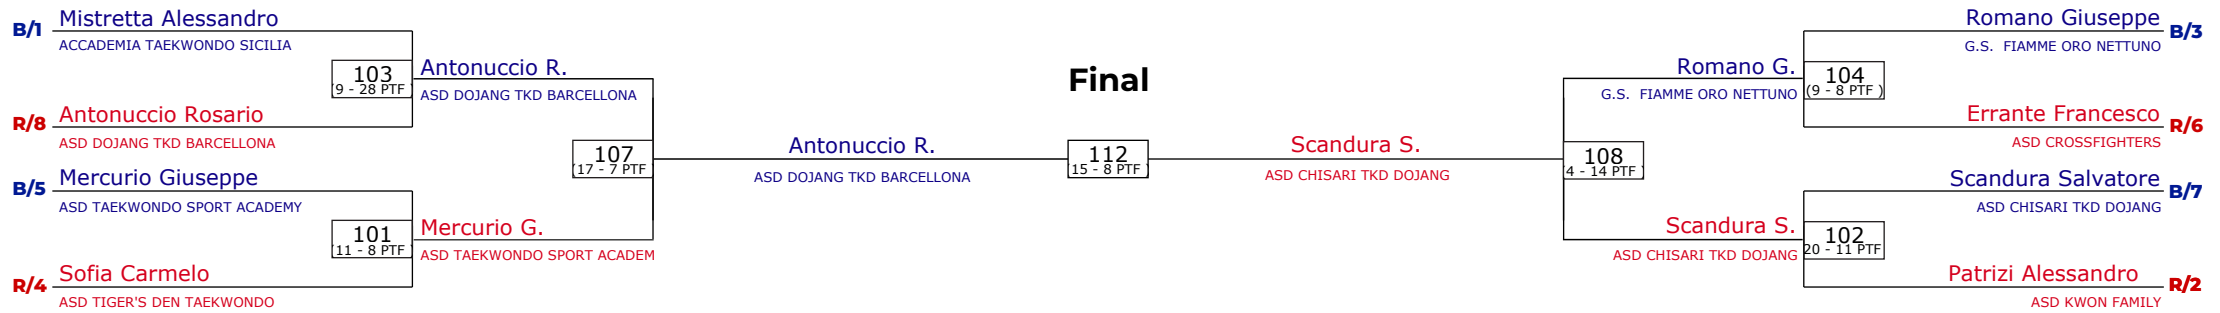 B/1 Mistretta Alessandro
ACCADEMIA TAEKWONDO SICILIA
103
(9 - 28 PTF )
R/8 Antonuccio Rosario
ASD DOJANG TKD BARCELLONA
B/5 Mercurio Giuseppe
ASD TAEKWONDO SPORT ACADEMY
101
(11 - 8 PTF )
R/4 Sofia Carmelo
ASD TIGER'S DEN TAEKWONDO
Antonuccio R.
ASD DOJANG TKD BARCELLONA
107
(17 - 7 PTF )
Mercurio G.
ASD TAEKWONDO SPORT ACADEM
Antonuccio R.
ASD DOJANG TKD BARCELLONA
Final
112
(15 - 8 PTF )
Scandura S.
ASD CHISARI TKD DOJANG
Romano G.
G.S. FIAMME ORO NETTUNO
108
(4 - 14 PTF )
Scandura S.
ASD CHISARI TKD DOJANG
Romano Giuseppe B/3
G.S. FIAMME ORO NETTUNO
104
(9 - 8 PTF )
Errante Francesco R/6
ASD CROSSFIGHTERS
Scandura Salvatore B/7
ASD CHISARI TKD DOJANG
102
20 - 11 PTF
Patrizi Alessandro R/2
ASD KWON FAMILY